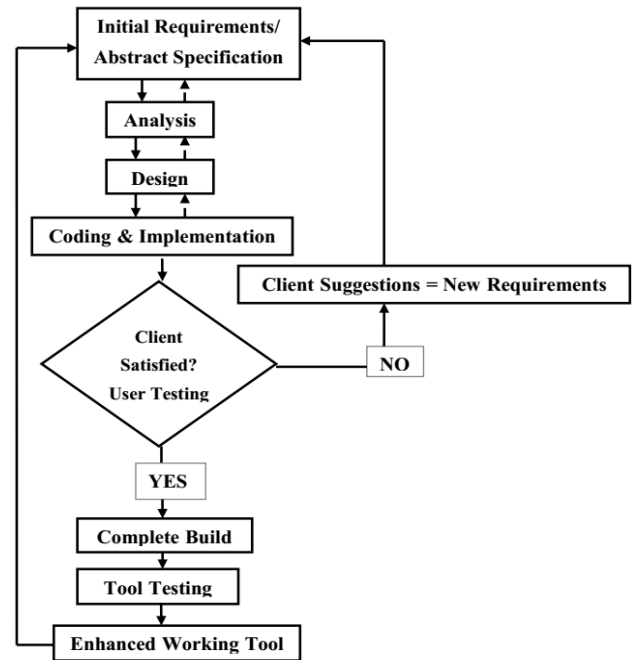 Initial Requirements/
Abstract Specification
Analysis
Design
Coding & Implementation
Client Suggestions = New Requirements
Client
Satisfied?
User Testing
NO
YES
Complete Build
Tool Testing
Enhanced Working Tool